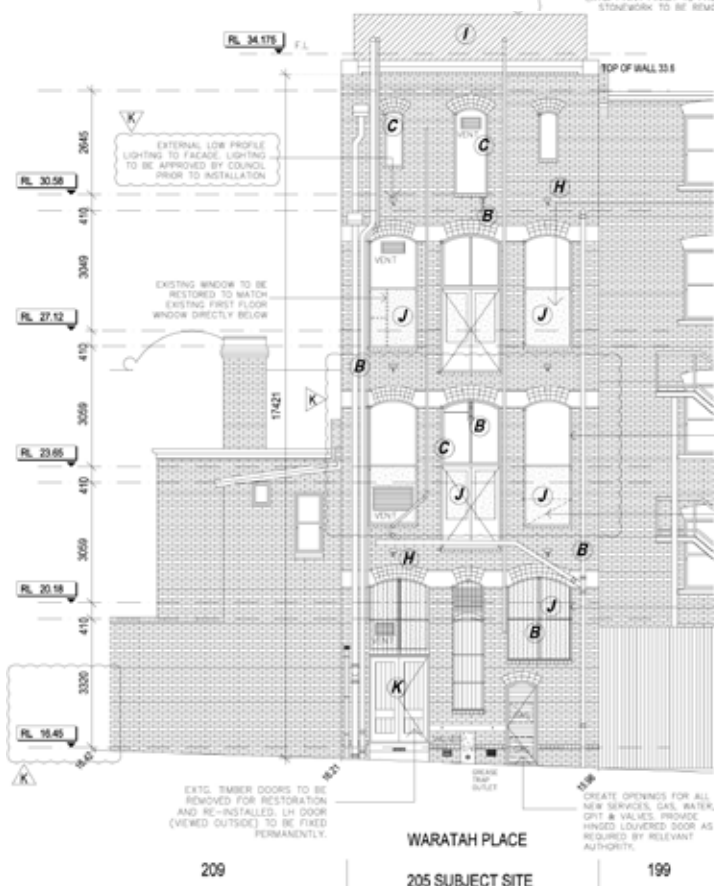 STONEWORK TO BE REMO
I
RL 34.175
F.L
TOP OF WALL 33.6
K
C
VENT
C
EXTERNAL LOW PROFILE
LIGHTING TO FACADE. LIGHTING
TO BE APPROVED BY COUNCIL
PRIOR TO INSTALLATION
2645
RL 30.58
H
B
410
VENT
3049
EXISTING WINDOW TO BE
RESTORED TO MATCH
EXISTING FIRST FLOOR
WINDOW DIRECTLY BELOW
J
J
RL 27.12
410
B
K
17421
3059
B
C
RL 23.65
410
VENT
J
J
3059
H
B
RL 20.18
J
410
VENT
B
3320
K
RL 16.45
16.42
16.21
15.98
K
GREASE
TRAP
OUTLET
EXTG. TIMBER DOORS TO BE
REMOVED FOR RESTORATION
AND RE-INSTALLED. LH DOOR
(VIEWED OUTSIDE) TO BE FIXED
PERMANENTLY.
CREATE OPENINGS FOR ALL
NEW SERVICES, GAS, WATER,
GPIT & VALVES. PROVIDE
HINGED LOUVERED DOOR AS
REQUIRED BY RELEVANT
AUTHORITY.
WARATAH PLACE
209
205 SUBJECT SITE
199